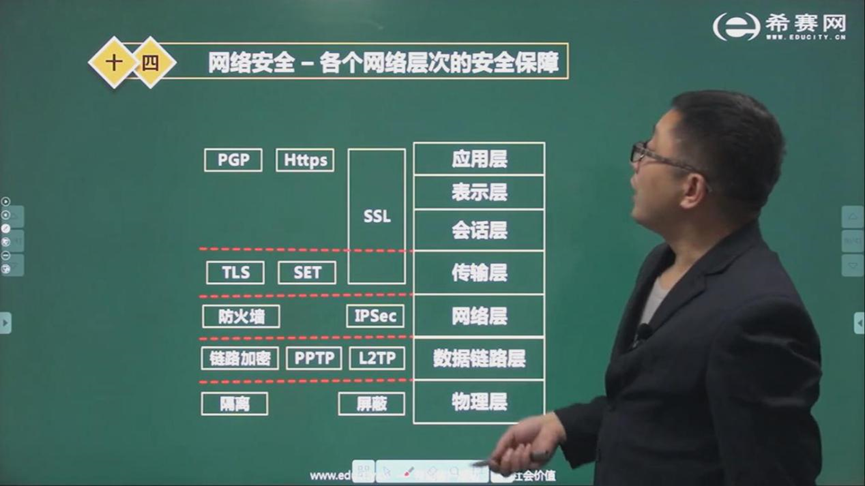 希赛网
WWW.EDUCITY.CN
十四
网络安全 – 各个网络层次的安全保障
PGP
Https
SSL
应用层
表示层
会话层
TLS
SET
传输层
防火墙
IPSec
网络层
链路加密
PPTP
L2TP
数据链路层
隔离
屏蔽
物理层
www.edu
社会价值